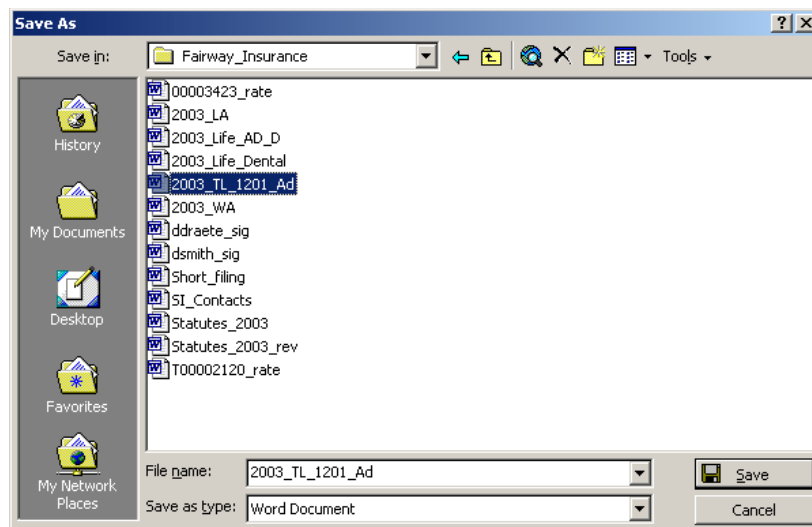 Save As
Save in:
Fairway_Insurance
Tools
00003423_rate
2003_LA
2003_Life_AD_D
2003_Life_Dental
2003_TL_1201_Ad
2003_WA
ddraete_sig
dsmith_sig
Short_filing
SI_Contacts
Statutes_2003
Statutes_2003_rev
T00002120_rate
History
My Documents
Desktop
Favorites
My Network
Places
File name:
2003_TL_1201_Ad
Save
Save as type:
Word Document
Cancel